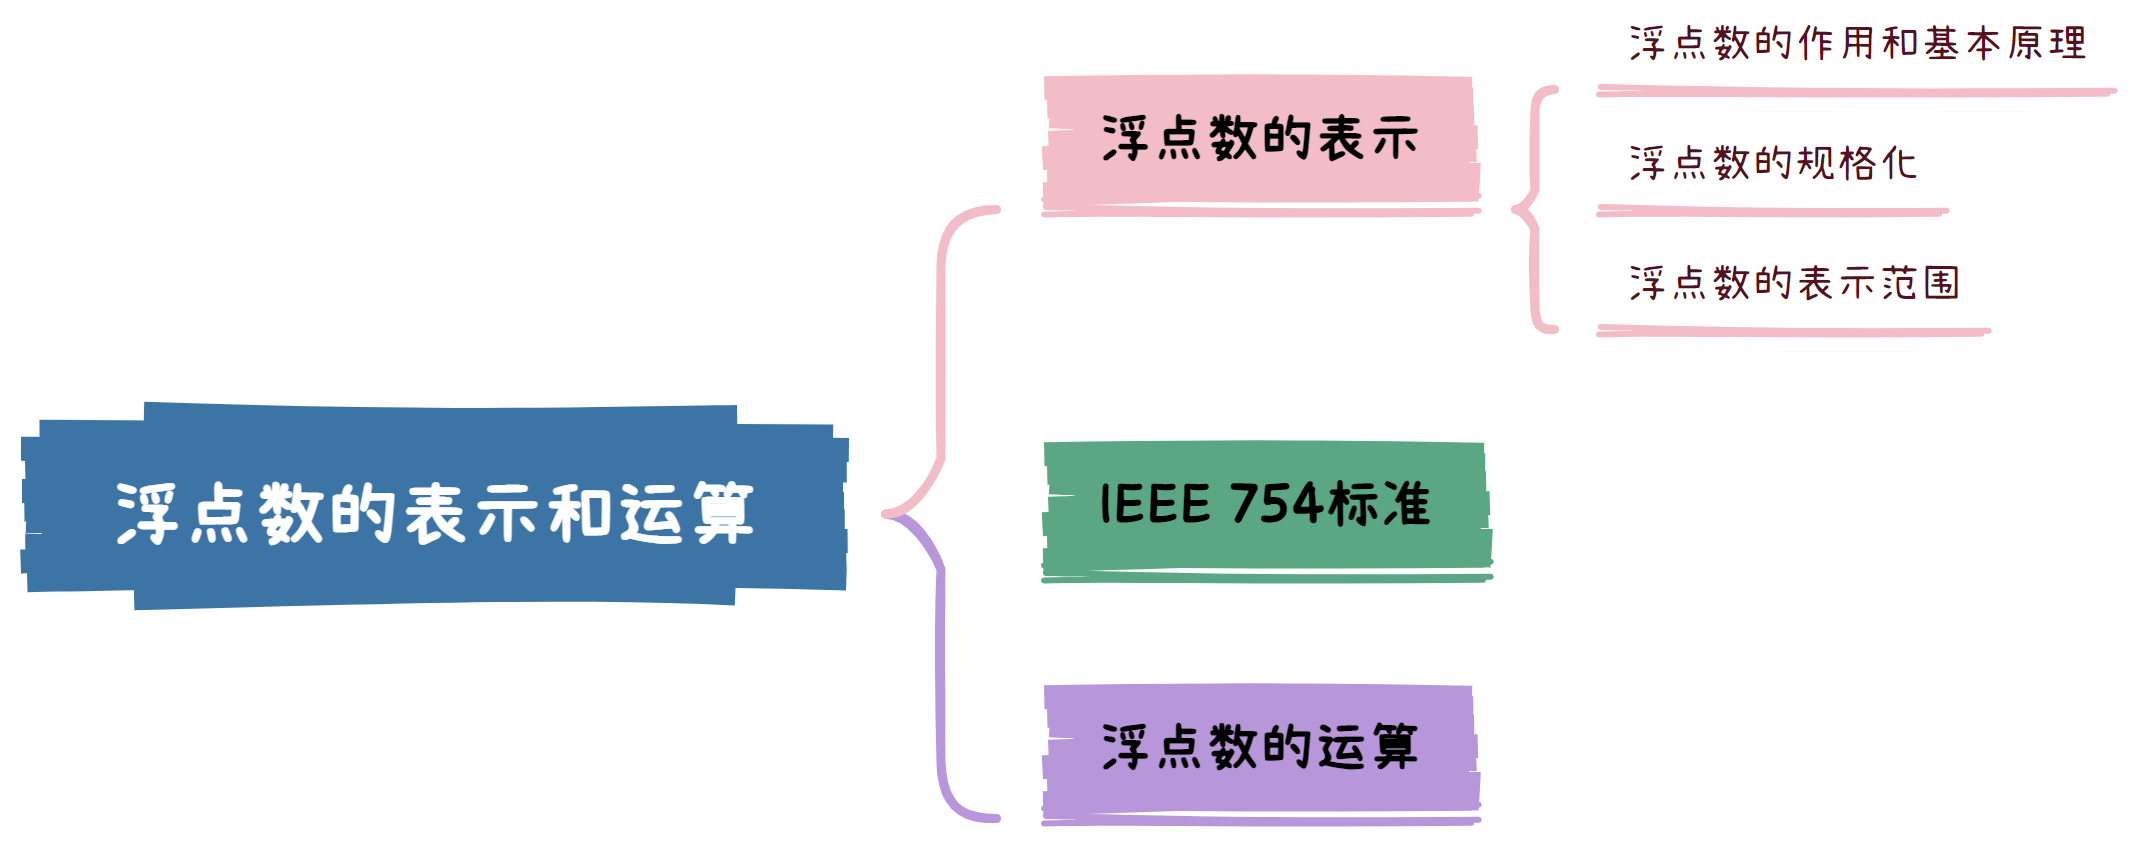 浮点数的表示和运算
浮点数的表示
浮点数的作用和基本原理
浮点数的规格化
浮点数的表示范围
IEEE 754标准
浮点数的运算